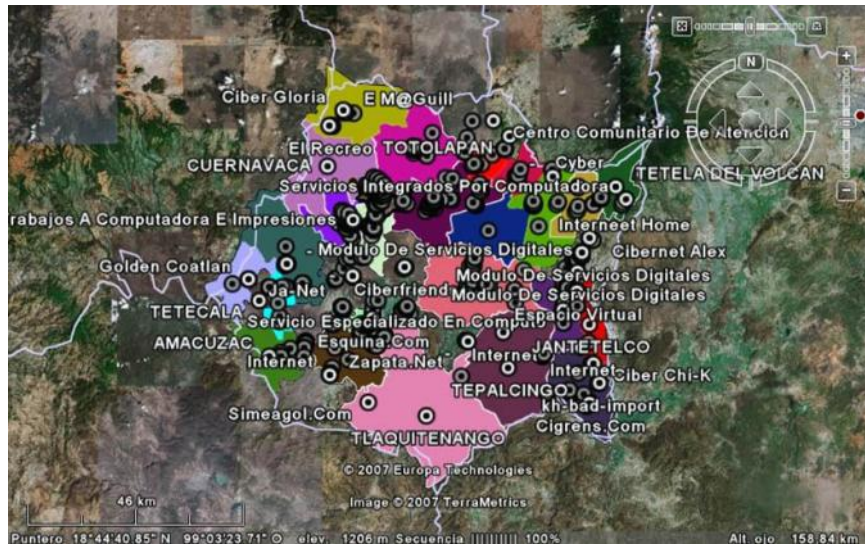 N
Ciber Gloria
E M@Guill
Centro Comunitario De Atencion
El Recreo
TOTOLAPAN
CUERNAVACA
Cyber
TETELA DEL VOLCAN
Servicios Integrados Por Computadora
rabajos A Computadora E Impresiones
Interneet Home
Modulo De Servicios Digitales
Cibernet Alex
Golden Coatlan
Modulo De Servicios Digitales
Ja-Net
Ciberfriend
Modulo De Servicios Digitales
TETECALA
Espacio Virtual
Servicio Especializado En Computo
AMACUZAC
Esquina.Com
JANTETELCO
Internet
Zapata.Net
Internet
Internet
Ciber Chi-K
TEPALCINGO
kh-bad-import
Simeagol.Com
Cigrens.Com
TLAQUITENANGO
© 2007 Europa Technologies
46 km
Image © 2007 TerraMetrics
Puntero 18°44'40.85" N 99°03'23.71" O elev. 1206 m Secuencia |||||||||| 100% Alt. ojo 158.84 km